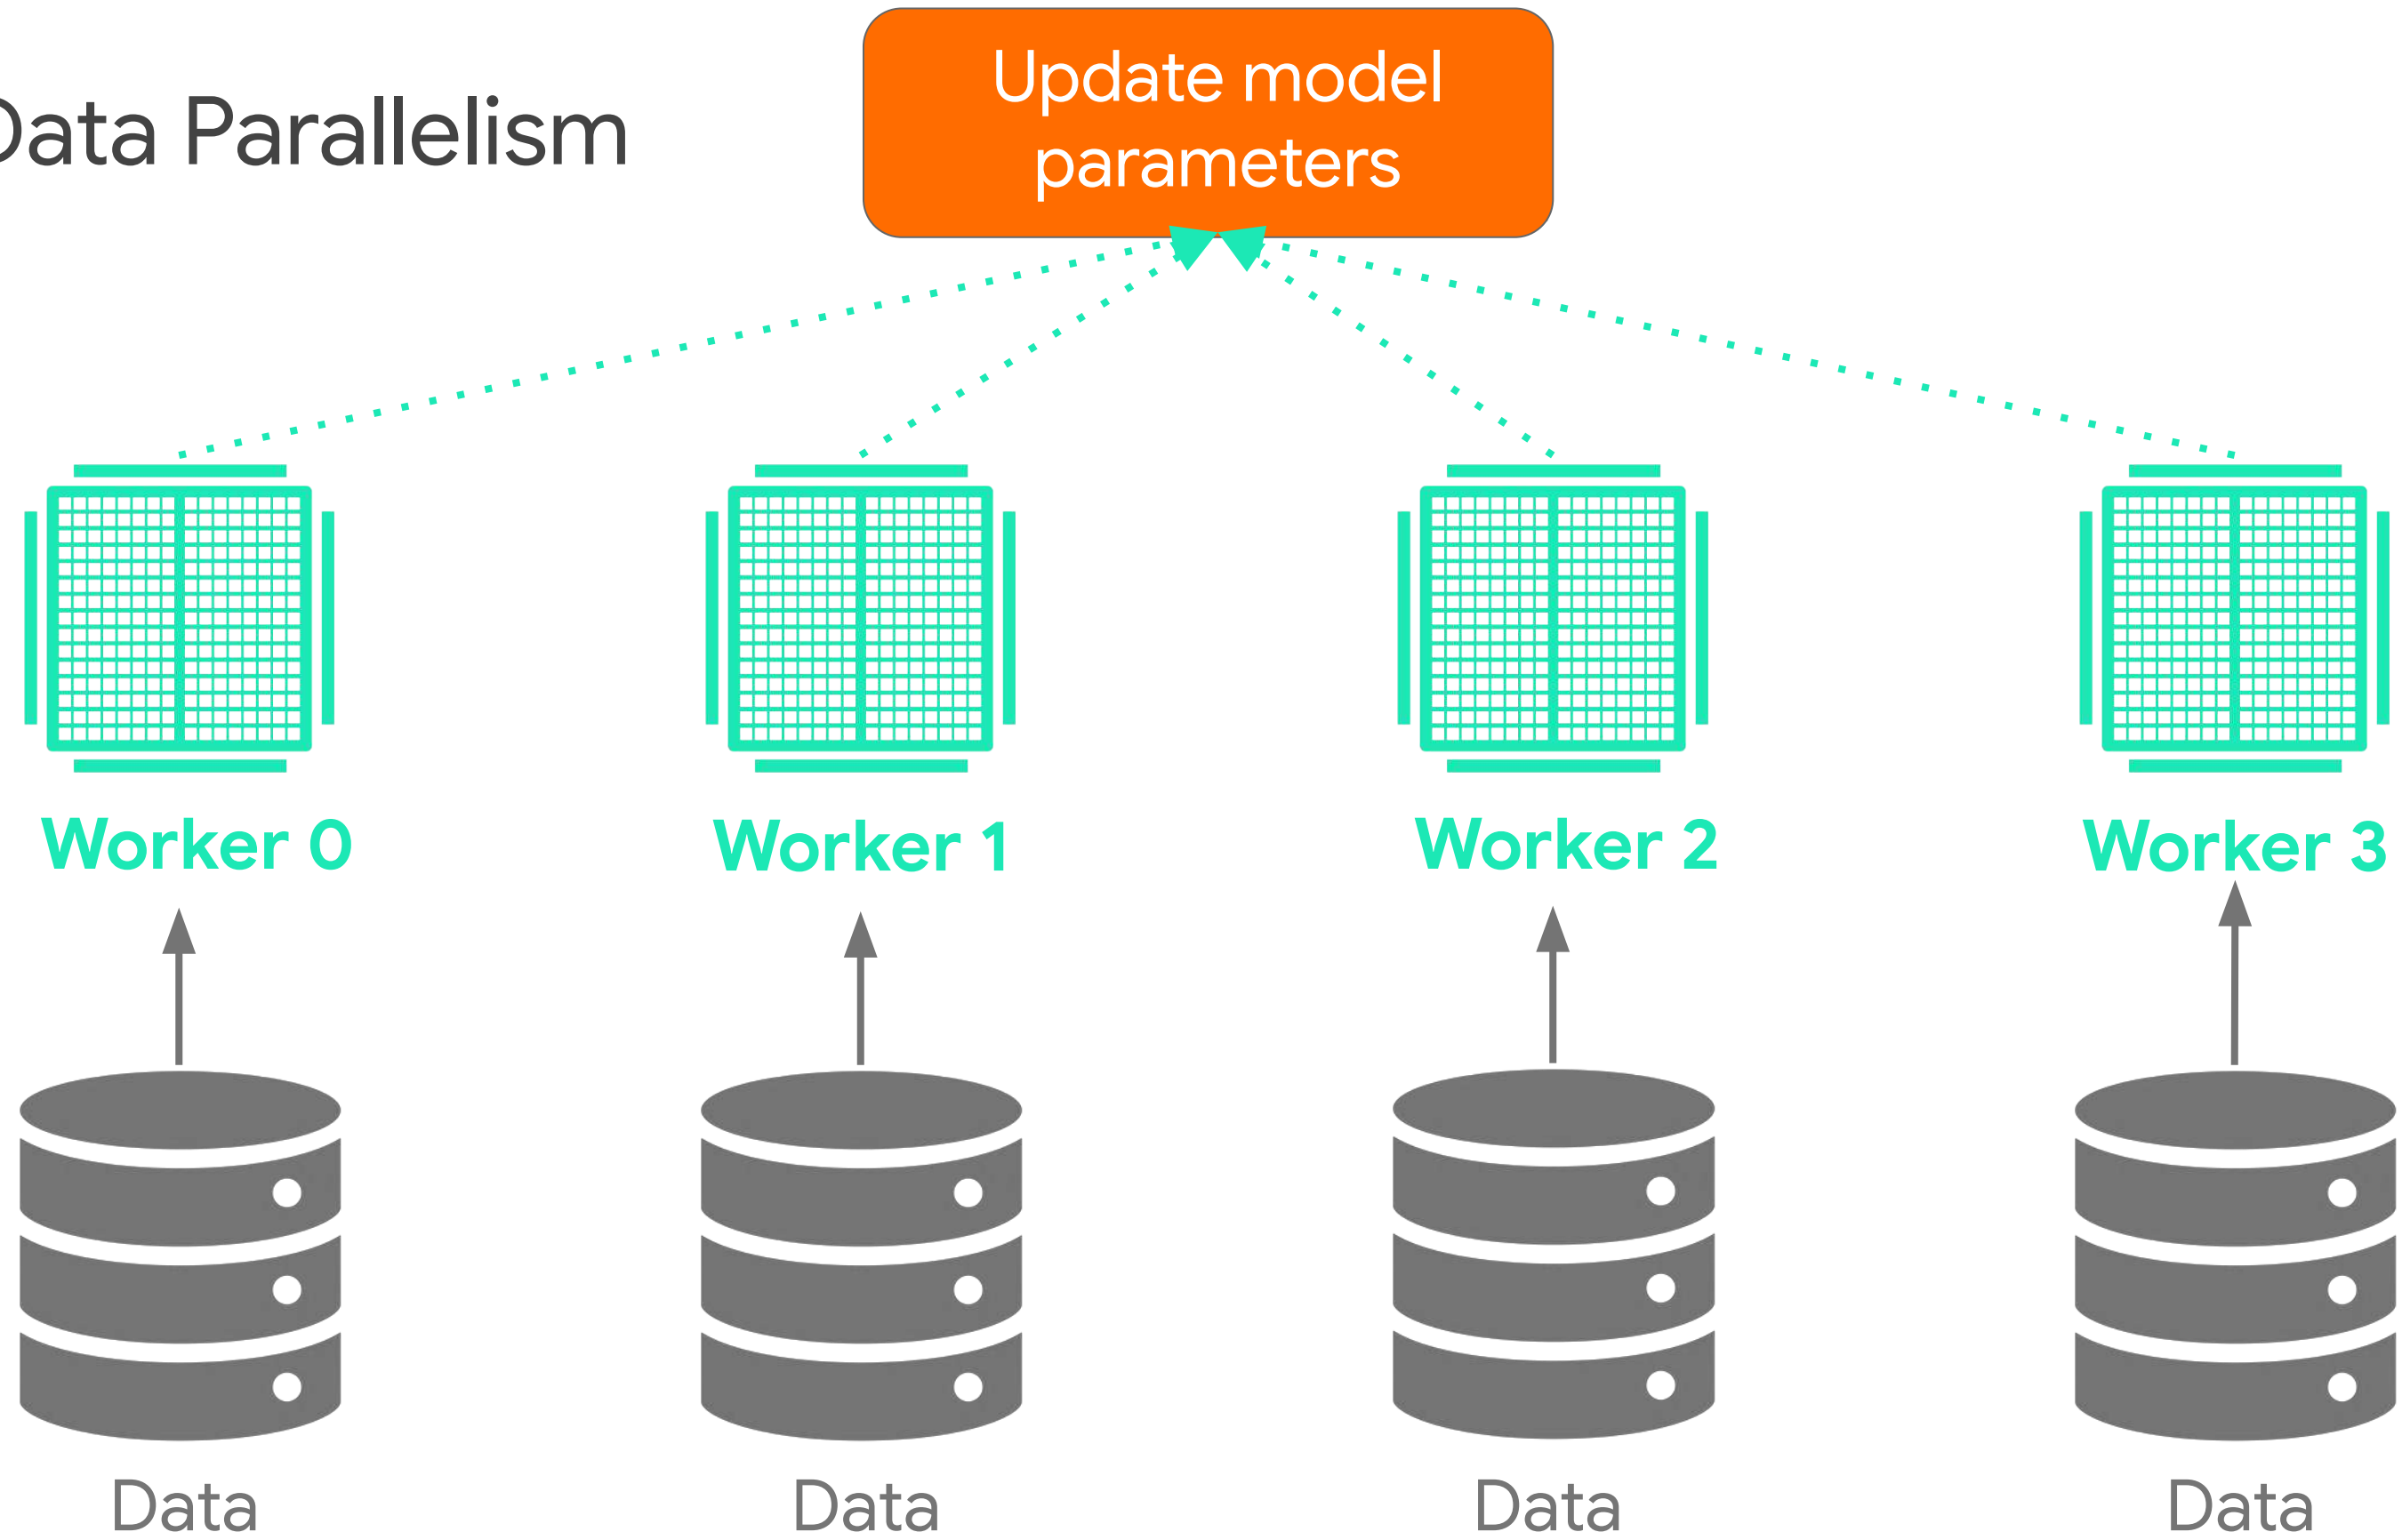 Data Parallelism
Update model
parameters
Worker 0
Worker 1
Worker 2
Worker 3
Data
Data
Data
Data